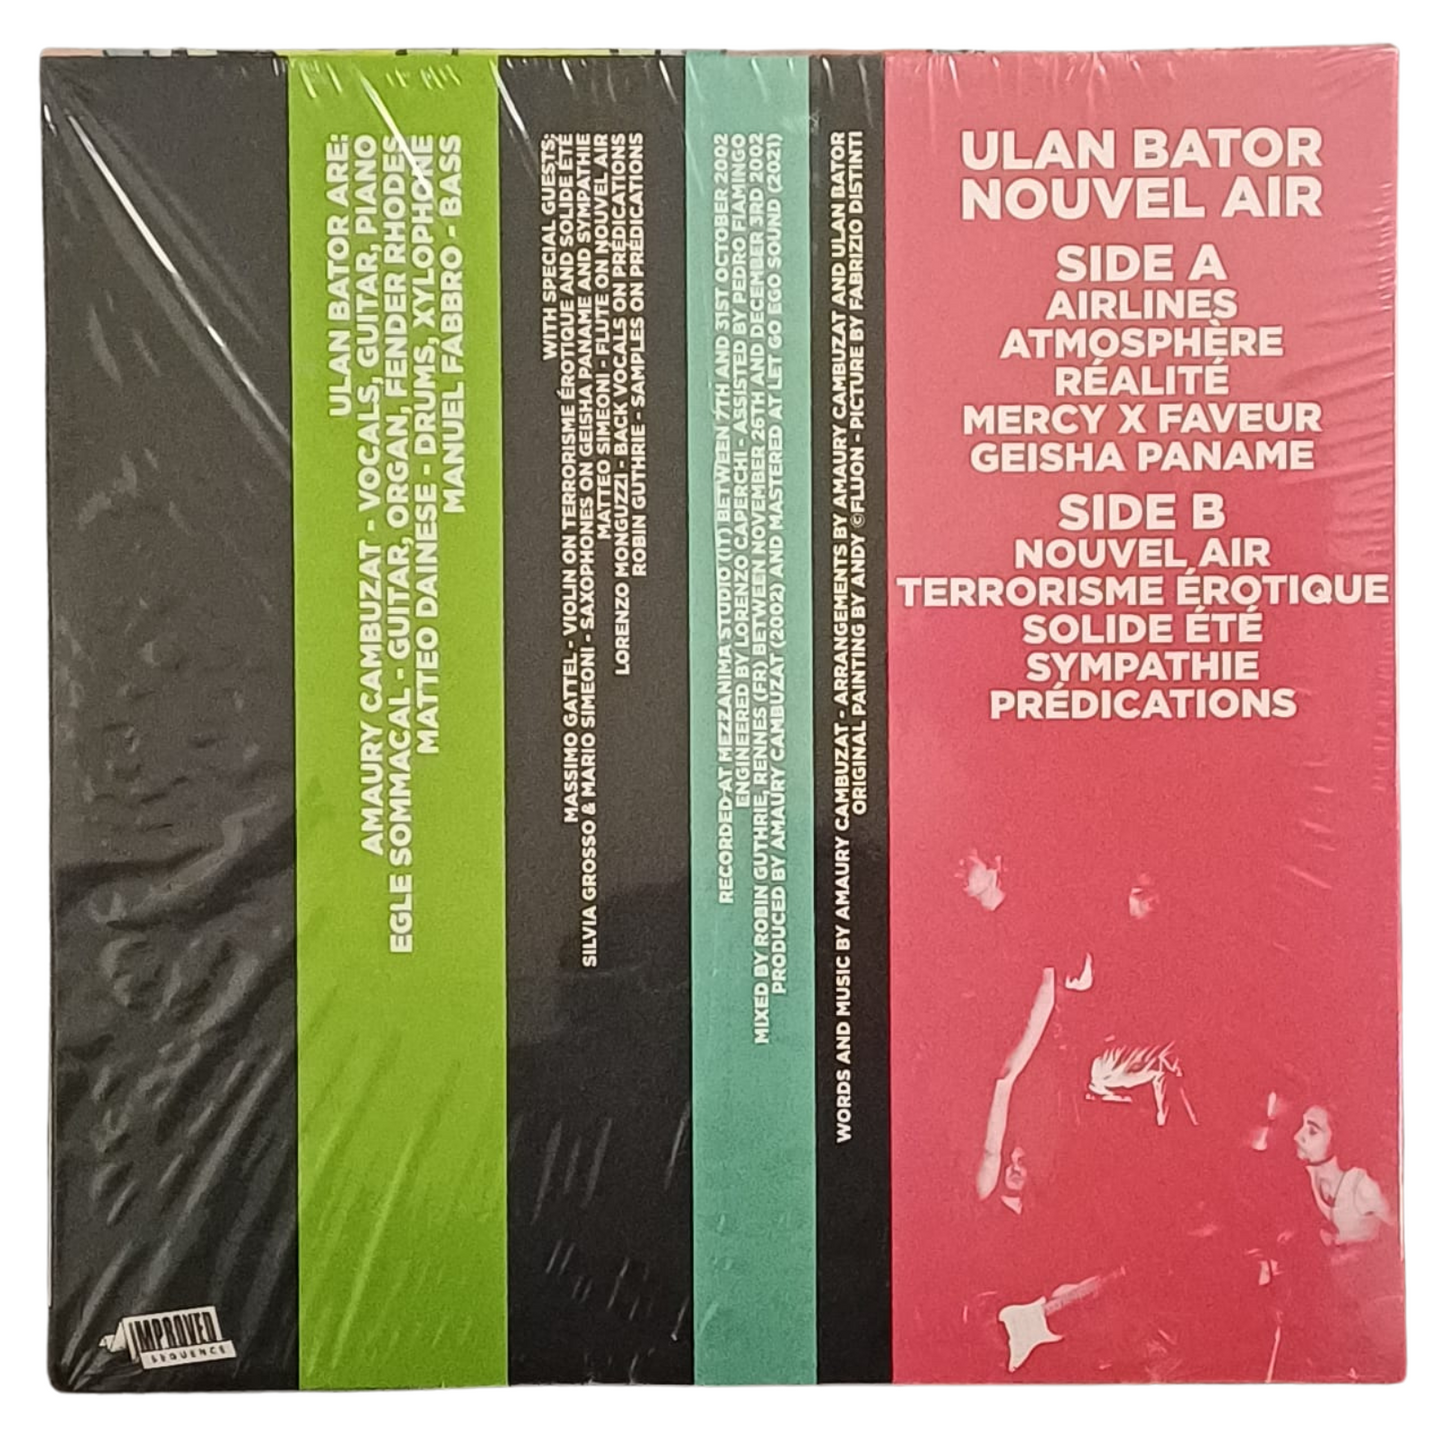 ULAN BATOR ARE:
AMAURY CAMBUZAT - VOCALS, GUITAR, PIANO
EGLE SOMMACAL - GUITAR, ORGAN, FENDER RHODES
MATTEO DAINESE - DRUMS, XYLOPHONE
MANUEL FABBRO - BASS
WITH SPECIAL GUESTS:
MASSIMO GATTEL - VIOLIN ON TERRORISME ÉROTIQUE AND SOLIDE ÉTÉ
SILVIA GROSSO & MARIO SIMEONI - SAXOPHONES ON GEISHA PANAME AND SYMPATHIE
MATTEO SIMEONI - FLUTE ON NOUVEL AIR
LORENZO MONGUZZI - BACK VOCALS ON PRÉDICATIONS
ROBIN GUTHRIE - SAMPLES ON PRÉDICATIONS
RECORDED AT MEZZANIMA STUDIO (IT) BETWEEN 7TH AND 31ST OCTOBER 2002
ENGINEERED BY LORENZO CAPERCHI - ASSISTED BY PEDRO FIAMINGO
MIXED BY ROBIN GUTHRIE, RENNES (FR) BETWEEN NOVEMBER 26TH AND DECEMBER 3RD 2002
PRODUCED BY AMAURY CAMBUZAT (2002) AND MASTERED AT LET GO EGO SOUND (2021)
WORDS AND MUSIC BY AMAURY CAMBUZAT - ARRANGEMENTS BY AMAURY CAMBUZAT AND ULAN BATOR
ORIGINAL PAINTING BY ANDY ©FLUON - PICTURE BY FABRIZIO DISTINTI
ULAN BATOR
NOUVEL AIR
SIDE A
AIRLINES
ATMOSPHÈRE
RÉALITÉ
MERCY X FAVEUR
GEISHA PANAME
SIDE B
NOUVEL AIR
TERRORISME ÉROTIQUE
SOLIDE ÉTÉ
SYMPATHIE
PRÉDICATIONS
IMPROVED
SEQUENCE